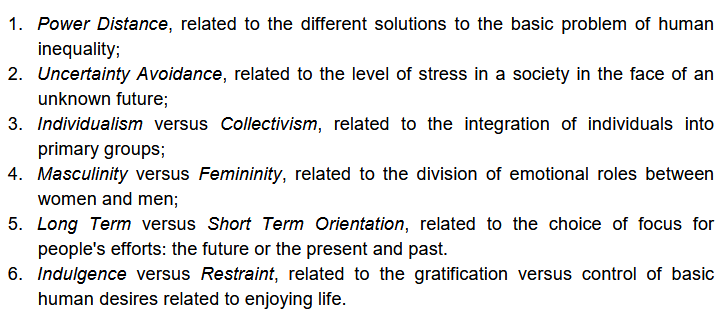 1. Power Distance, related to the different solutions to the basic problem of human
inequality;
2. Uncertainty Avoidance, related to the level of stress in a society in the face of an
unknown future;
3. Individualism versus Collectivism, related to the integration of individuals into
primary groups;
4. Masculinity versus Femininity, related to the division of emotional roles between
women and men;
5. Long Term versus Short Term Orientation, related to the choice of focus for
people's efforts: the future or the present and past.
6. Indulgence versus Restraint, related to the gratification versus control of basic
human desires related to enjoying life.